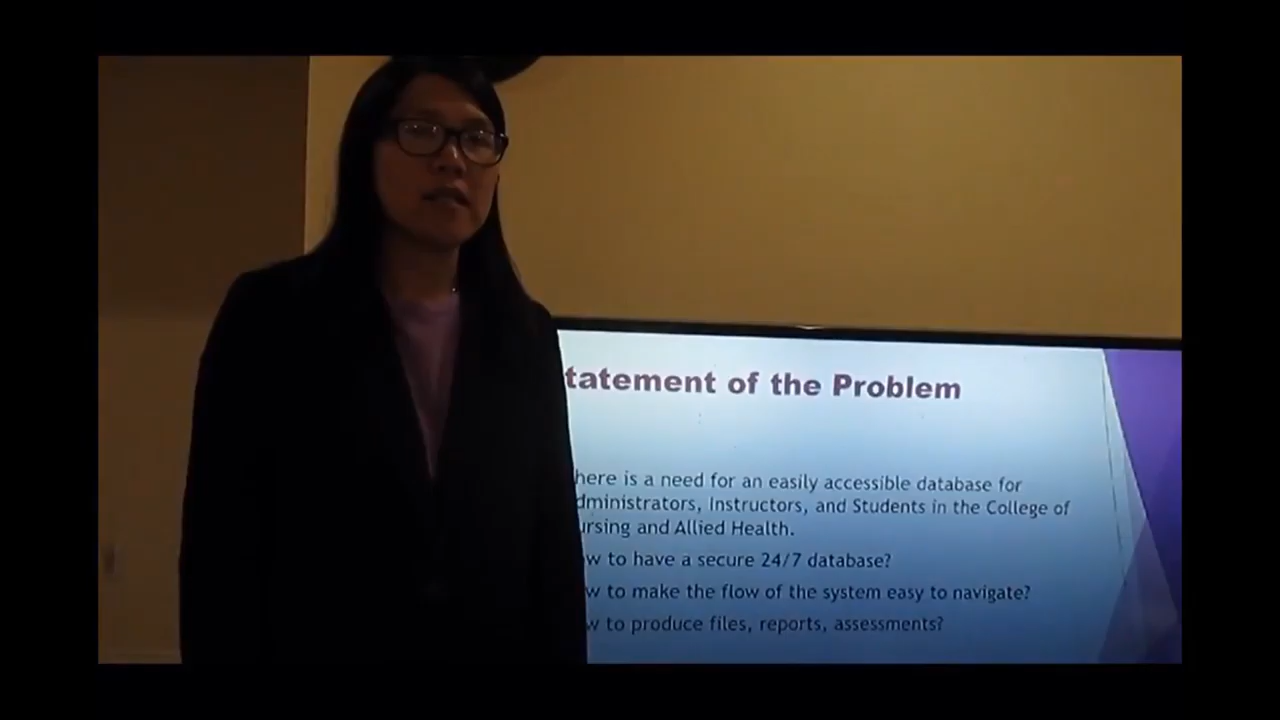 tatement of the Problem
here is a need for an easily accessible database for
dministrators, Instructors, and Students in the College of
ursing and Allied Health.
w to have a secure 24/7 database?
w to make the flow of the system easy to navigate?
w to produce files, reports, assessments?